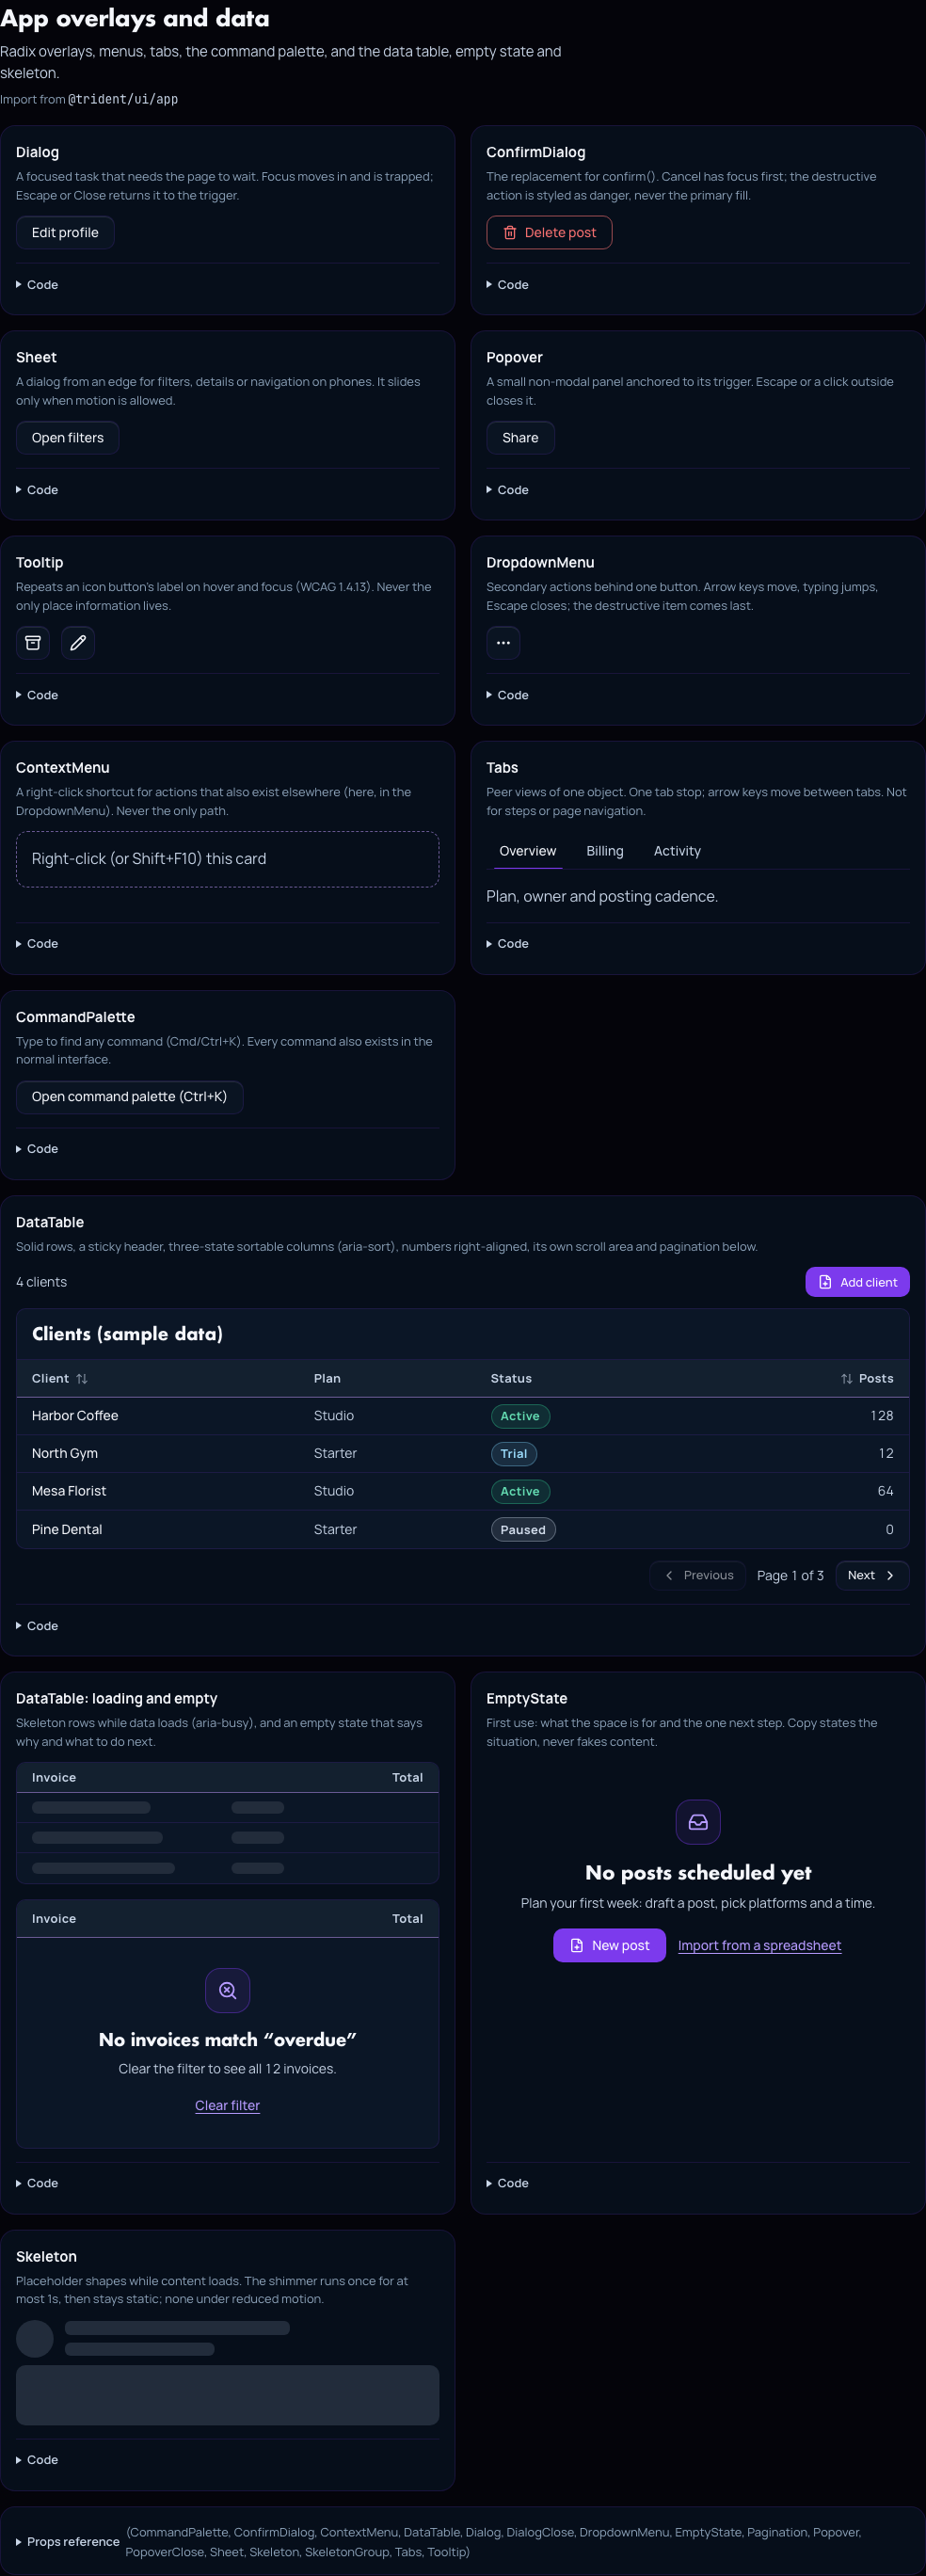 App overlays and data
Radix overlays, menus, tabs, the command palette, and the data table, empty state and
skeleton.
Import from @trident/ui/app
Dialog
A focused task that needs the page to wait. Focus moves in and is trapped;
Escape or Close returns it to the trigger.
Edit profile
Code
ConfirmDialog
The replacement for confirm(). Cancel has focus first; the destructive
action is styled as danger, never the primary fill.
Delete post
Code
Sheet
A dialog from an edge for filters, details or navigation on phones. It slides
only when motion is allowed.
Open filters
Code
Popover
A small non-modal panel anchored to its trigger. Escape or a click outside
closes it.
Share
Code
Tooltip
Repeats an icon button's label on hover and focus (WCAG 1.4.13). Never the
only place information lives.
Code
DropdownMenu
Secondary actions behind one button. Arrow keys move, typing jumps,
Escape closes; the destructive item comes last.
Code
ContextMenu
A right-click shortcut for actions that also exist elsewhere (here, in the
DropdownMenu). Never the only path.
Right-click (or Shift+F10) this card
Code
Tabs
Peer views of one object. One tab stop; arrow keys move between tabs. Not
for steps or page navigation.
Overview Billing Activity
Plan, owner and posting cadence.
Code
CommandPalette
Type to find any command (Cmd/Ctrl+K). Every command also exists in the
normal interface.
Open command palette (Ctrl+K)
Code
DataTable
Solid rows, a sticky header, three-state sortable columns (aria-sort), numbers right-aligned, its own scroll area and pagination below.
4 clients Add client
Clients (sample data)
Client Plan Status Posts
Harbor Coffee Studio Active 128
North Gym Starter Trial 12
Mesa Florist Studio Active 64
Pine Dental Starter Paused 0
Previous Page 1 of 3 Next
Code
DataTable: loading and empty
Skeleton rows while data loads (aria-busy), and an empty state that says
why and what to do next.
Invoice Total
Invoice Total
No invoices match “overdue”
Clear the filter to see all 12 invoices.
Clear filter
Code
EmptyState
First use: what the space is for and the one next step. Copy states the
situation, never fakes content.
No posts scheduled yet
Plan your first week: draft a post, pick platforms and a time.
New post Import from a spreadsheet
Code
Skeleton
Placeholder shapes while content loads. The shimmer runs once for at
most 1s, then stays static; none under reduced motion.
Code
Props reference (CommandPalette, ConfirmDialog, ContextMenu, DataTable, Dialog, DialogClose, DropdownMenu, EmptyState, Pagination, Popover,
PopoverClose, Sheet, Skeleton, SkeletonGroup, Tabs, Tooltip)